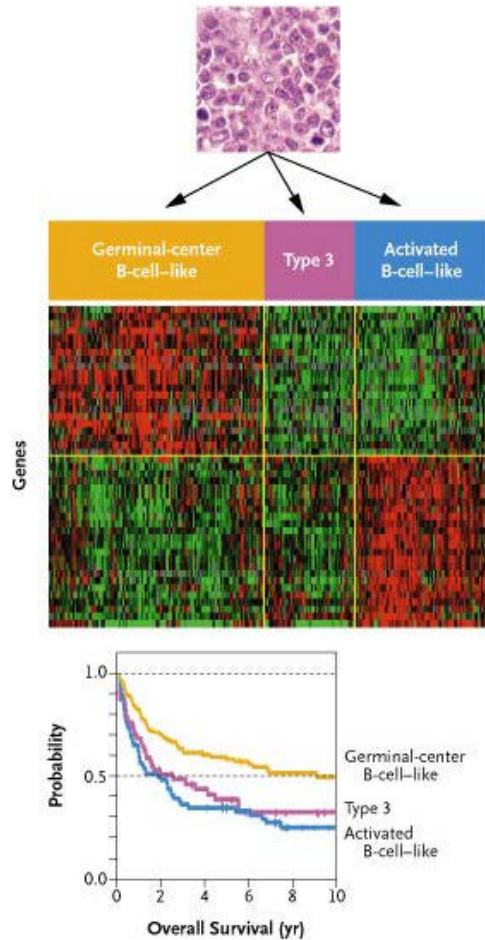 Germinal-center
B-cell–like
Type 3
Activated
B-cell–like
Genes
1.0
0.5
0.0
Probability
0
2
4
6
8
10
Overall Survival (yr)
Germinal-center
B-cell–like
Type 3
Activated
B-cell–like